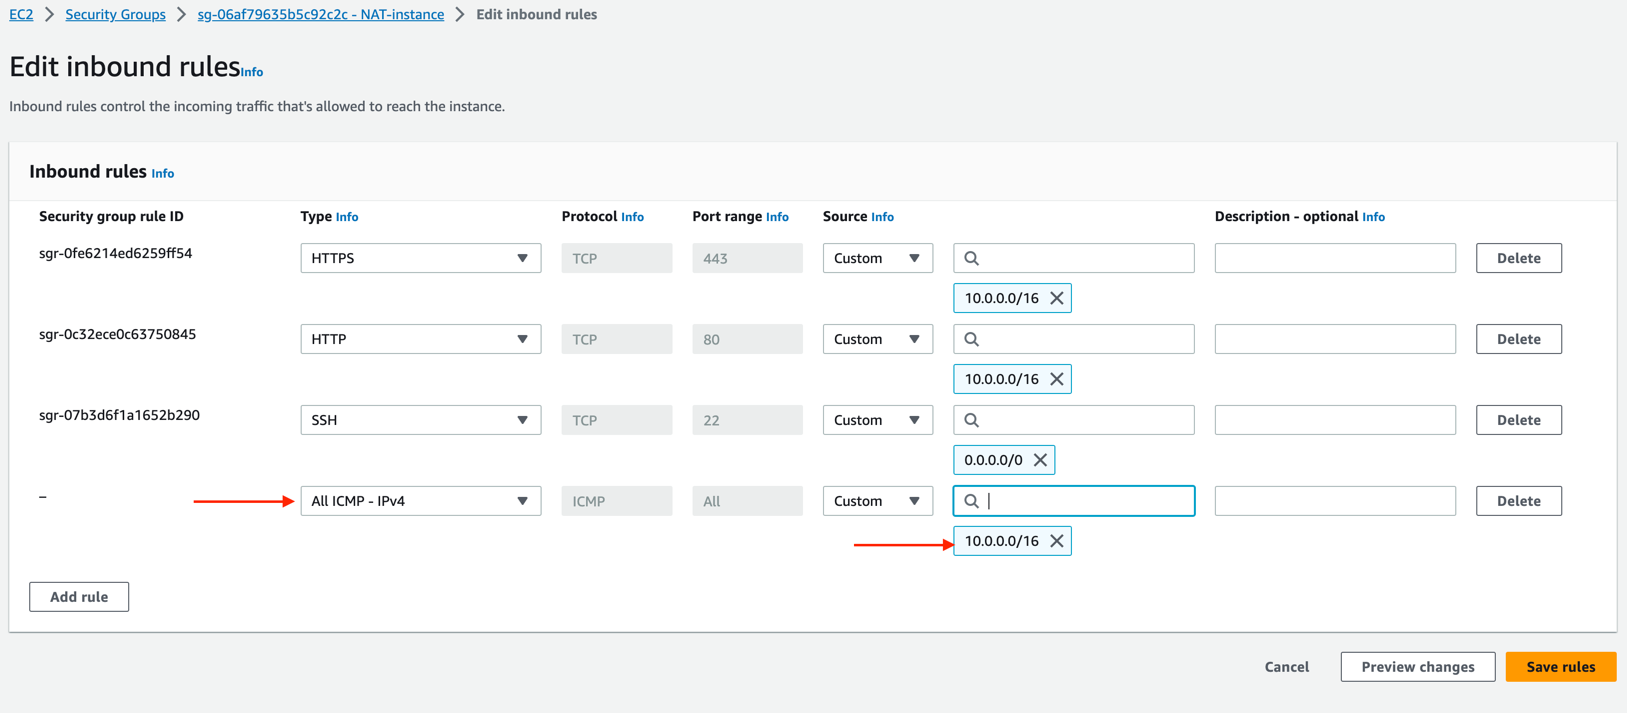 EC2 > Security Groups > sg-06af79635b5c92c2c - NAT-instance > Edit inbound rules
Edit inbound rules Info
Inbound rules control the incoming traffic that's allowed to reach the instance.
Inbound rules Info
Security group rule ID Type Info Protocol Info Port range Info Source Info Description - optional Info
sgr-0fe6214ed6259ff54 HTTPS TCP 443 Custom Delete
10.0.0.0/16
sgr-0c32ece0c63750845 HTTP TCP 80 Custom Delete
10.0.0.0/16
sgr-07b3d6f1a1652b290 SSH TCP 22 Custom Delete
0.0.0.0/0
– All ICMP - IPv4 ICMP All Custom Delete
10.0.0.0/16
Add rule
Cancel Preview changes Save rules